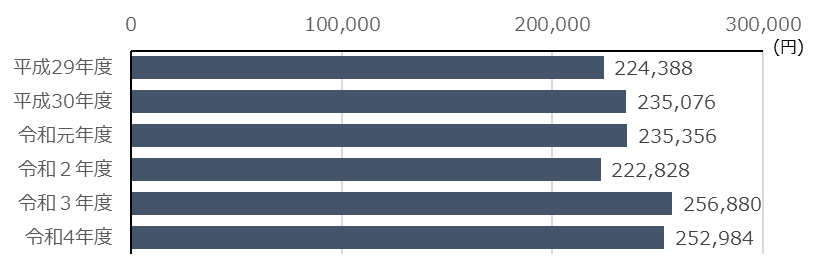 0 100,000 200,000 300,000
(円)
平成29年度 224,388
平成30年度 235,076
令和元年度 235,356
令和２年度 222,828
令和３年度 256,880
令和4年度 252,984